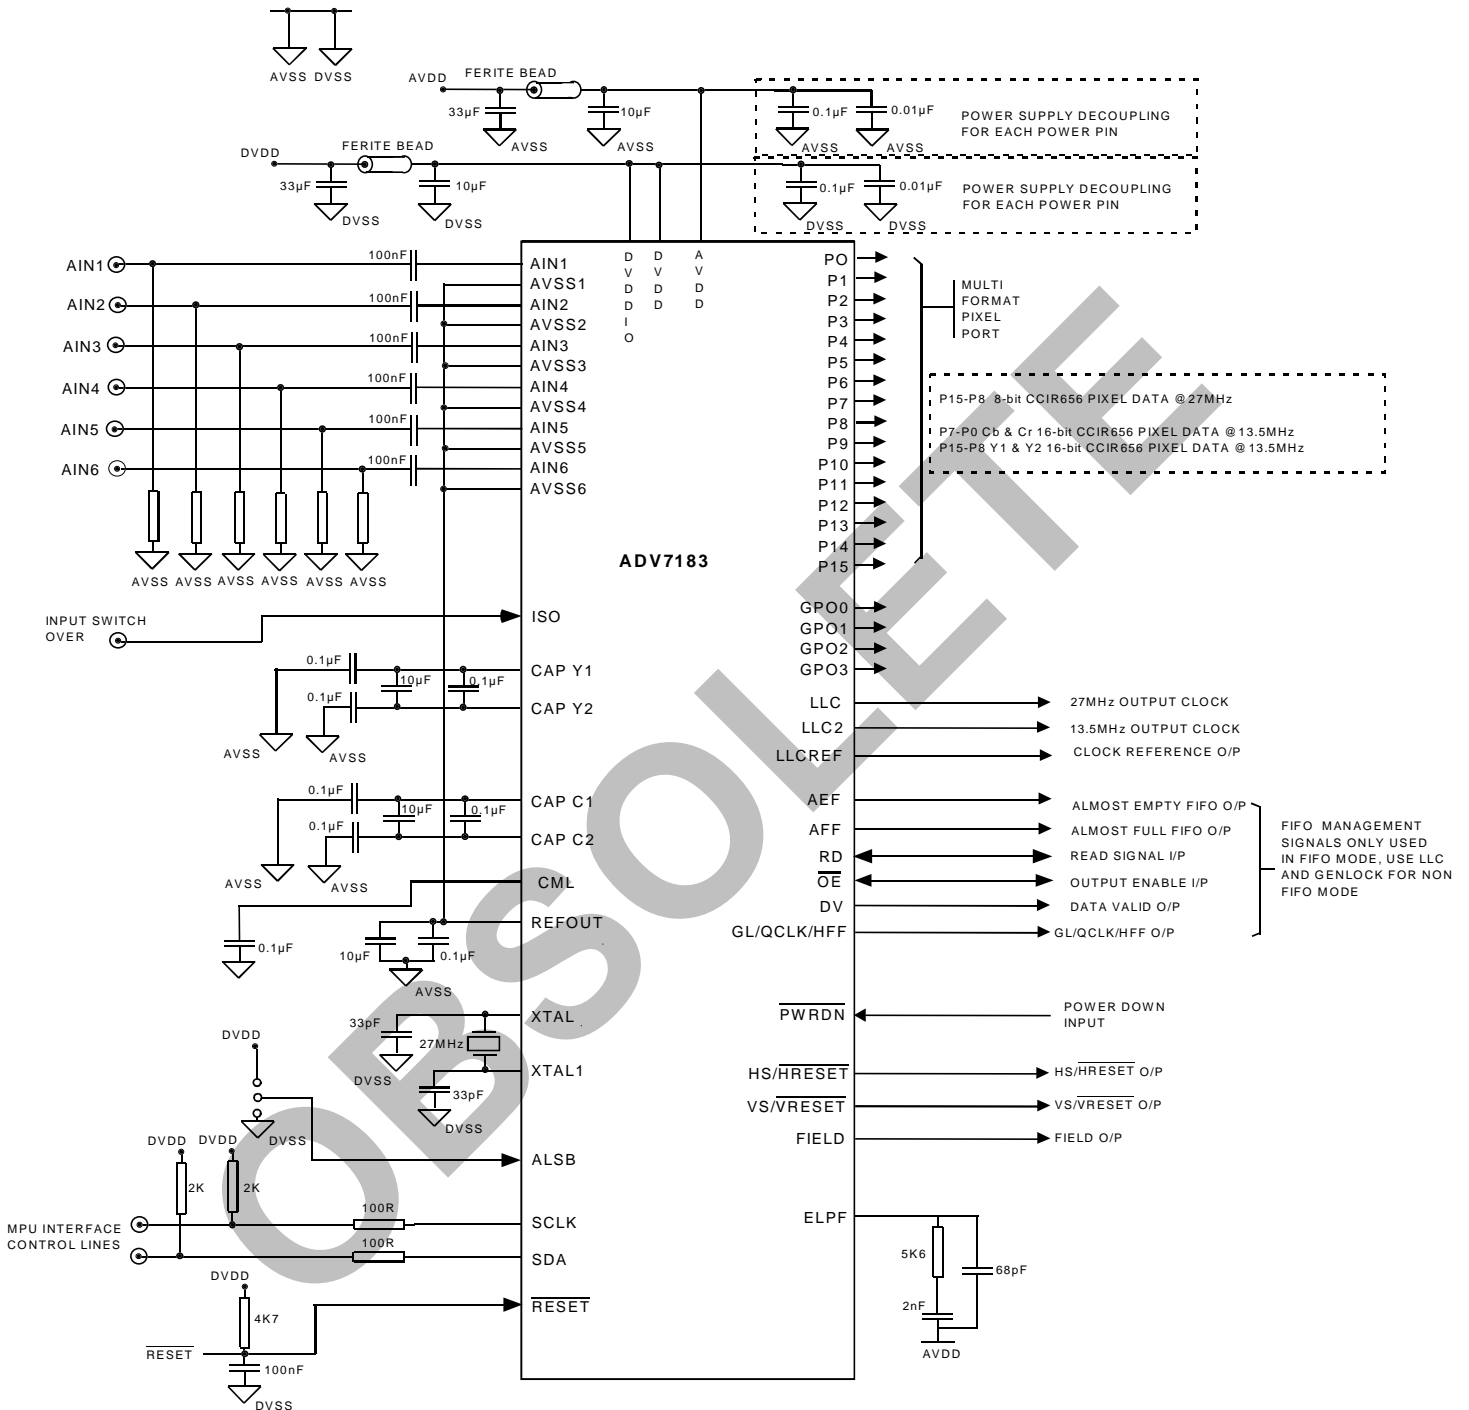 AVSS DVSS
AVDD
FERITE BEAD
33µF
10µF
AVSS
AVSS
0.1µF
0.01µF
AVSS
AVSS
POWER SUPPLY DECOUPLING
FOR EACH POWER PIN
DVDD
FERITE BEAD
33µF
10µF
DVSS
DVSS
0.1µF
0.01µF
DVSS
DVSS
POWER SUPPLY DECOUPLING
FOR EACH POWER PIN
AIN1
AIN2
AIN3
AIN4
AIN5
AIN6
100nF
100nF
100nF
100nF
100nF
100nF
AVSS AVSS AVSS AVSS AVSS AVSS
INPUT SWITCH
OVER
0.1µF
10µF
0.1µF
0.1µF
AVSS
AVSS
0.1µF
10µF
0.1µF
0.1µF
AVSS
AVSS
0.1µF
10µF
0.1µF
AVSS
33pF
27MHz
DVSS
33pF
DVSS
DVDD
DVSS
DVDD DVDD
2K
2K
100R
100R
MPU INTERFACE
CONTROL LINES
DVDD
4K7
RESET
100nF
DVSS
DVDDIO
DVDD
AVDD
AIN1
AVSS1
AIN2
AVSS2
AIN3
AVSS3
AIN4
AVSS4
AIN5
AVSS5
AIN6
AVSS6
ADV7183
ISO
CAP Y1
CAP Y2
CAP C1
CAP C2
CML
REFOUT
XTAL
XTAL1
ALSB
SCLK
SDA
RESET
PO
P1
P2
P3
P4
P5
P6
P7
P8
P9
P10
P11
P12
P13
P14
P15
GPO0
GPO1
GPO2
GPO3
LLC
LLC2
LLCREF
AEF
AFF
RD
OE
DV
GL/QCLK/HFF
PWRDN
HS/HRESET
VS/VRESET
FIELD
ELPF
MULTI
FORMAT
PIXEL
PORT
P15-P8 8-bit CCIR656 PIXEL DATA @27MHz
P7-P0 Cb & Cr 16-bit CCIR656 PIXEL DATA @13.5MHz
P15-P8 Y1 & Y2 16-bit CCIR656 PIXEL DATA @13.5MHz
27MHz OUTPUT CLOCK
13.5MHz OUTPUT CLOCK
CLOCK REFERENCE O/P
ALMOST EMPTY FIFO O/P
ALMOST FULL FIFO O/P
READ SIGNAL I/P
OUTPUT ENABLE I/P
DATA VALID O/P
GL/QCLK/HFF O/P
FIFO MANAGEMENT
SIGNALS ONLY USED
IN FIFO MODE, USE LLC
AND GENLOCK FOR NON
FIFO MODE
POWER DOWN
INPUT
HS/HRESET O/P
VS/VRESET O/P
FIELD O/P
5K6
68pF
2nF
AVDD
OBSOLETE